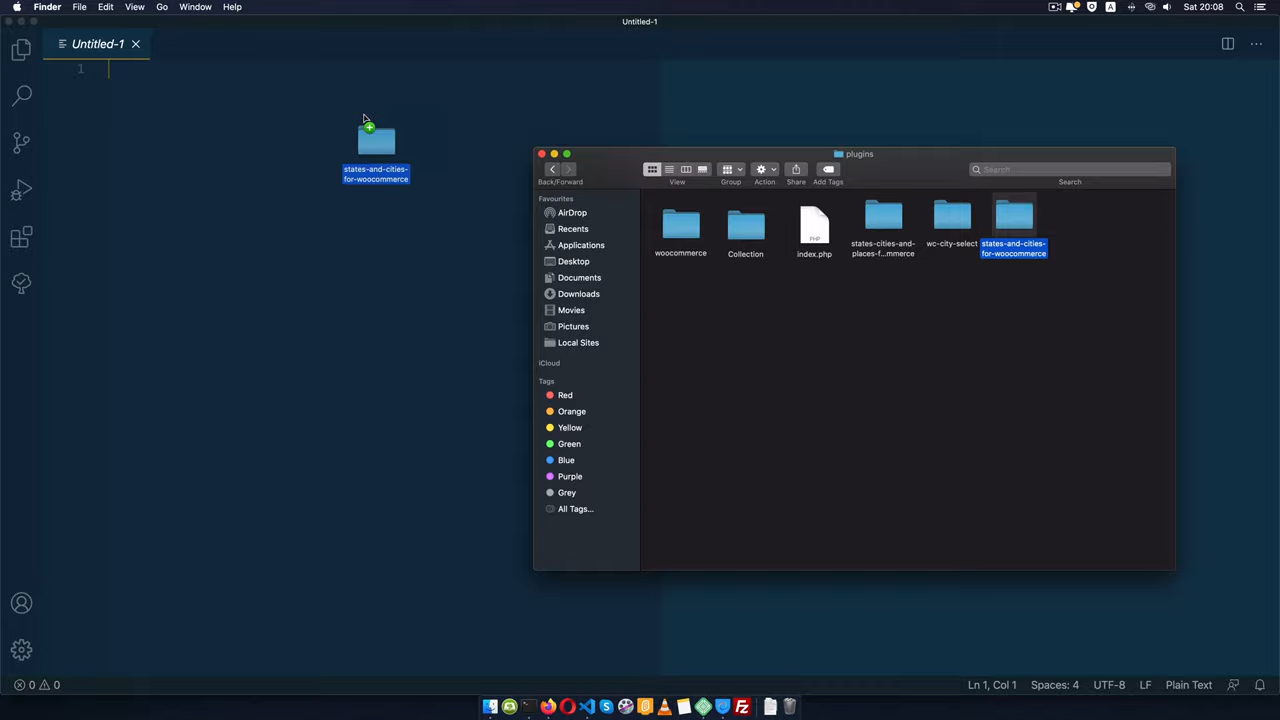 Finder File Edit View Go Window Help
A Sat 20:08
Untitled-1
Untitled-1
1
states-and-cities-
for-woocommerce
plugins
Search
Back/Forward View Group Action Share Add Tags Search
Favourites
AirDrop
Recents
Applications
Desktop
Documents
Downloads
Movies
Pictures
Local Sites
iCloud
Tags
Red
Orange
Yellow
Green
Blue
Purple
Grey
All Tags...
woocommerce
Collection
PHP
index.php
states-cities-and-
places-f...mmerce
wc-city-select
states-and-cities-
for-woocommerce
0 0
Ln 1, Col 1 Spaces: 4 UTF-8 LF Plain Text